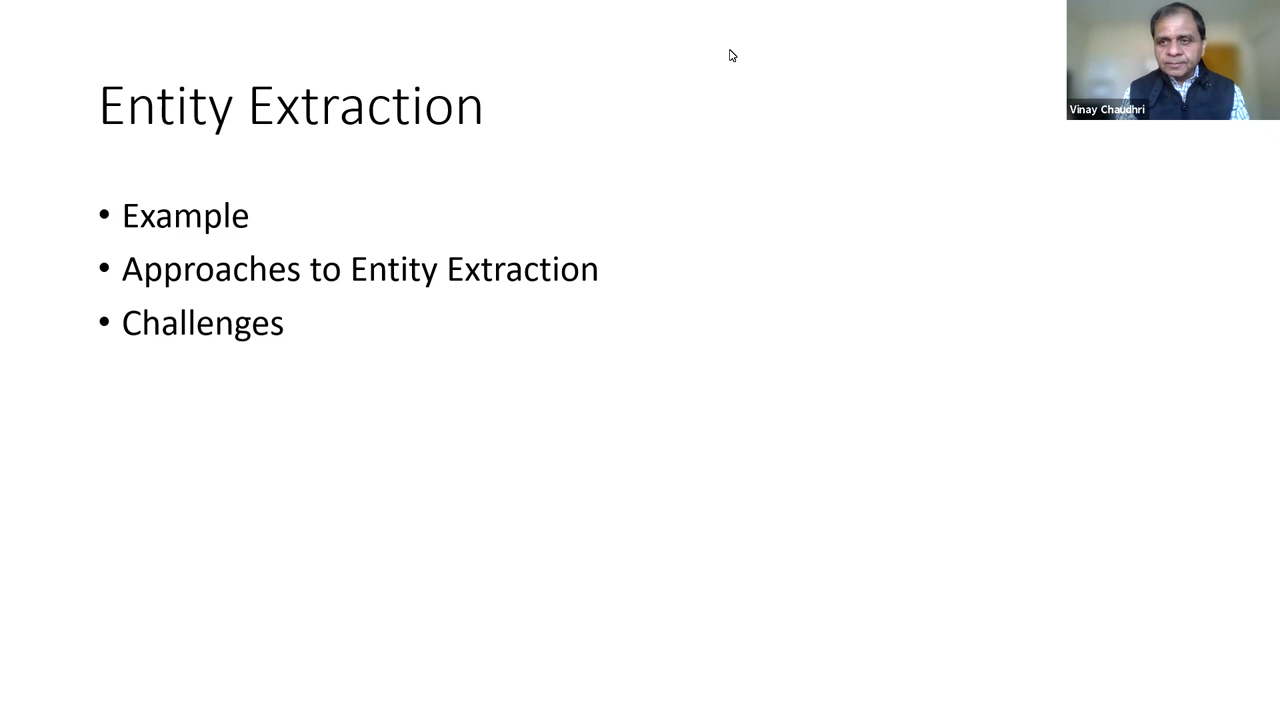 Entity Extraction
• Example
• Approaches to Entity Extraction
• Challenges
Vinay Chaudhri